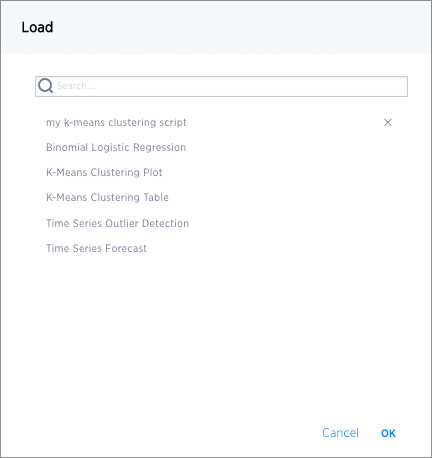 Load
Search...
my k-means clustering script
Binomial Logistic Regression
K-Means Clustering Plot
K-Means Clustering Table
Time Series Outlier Detection
Time Series Forecast
Cancel OK